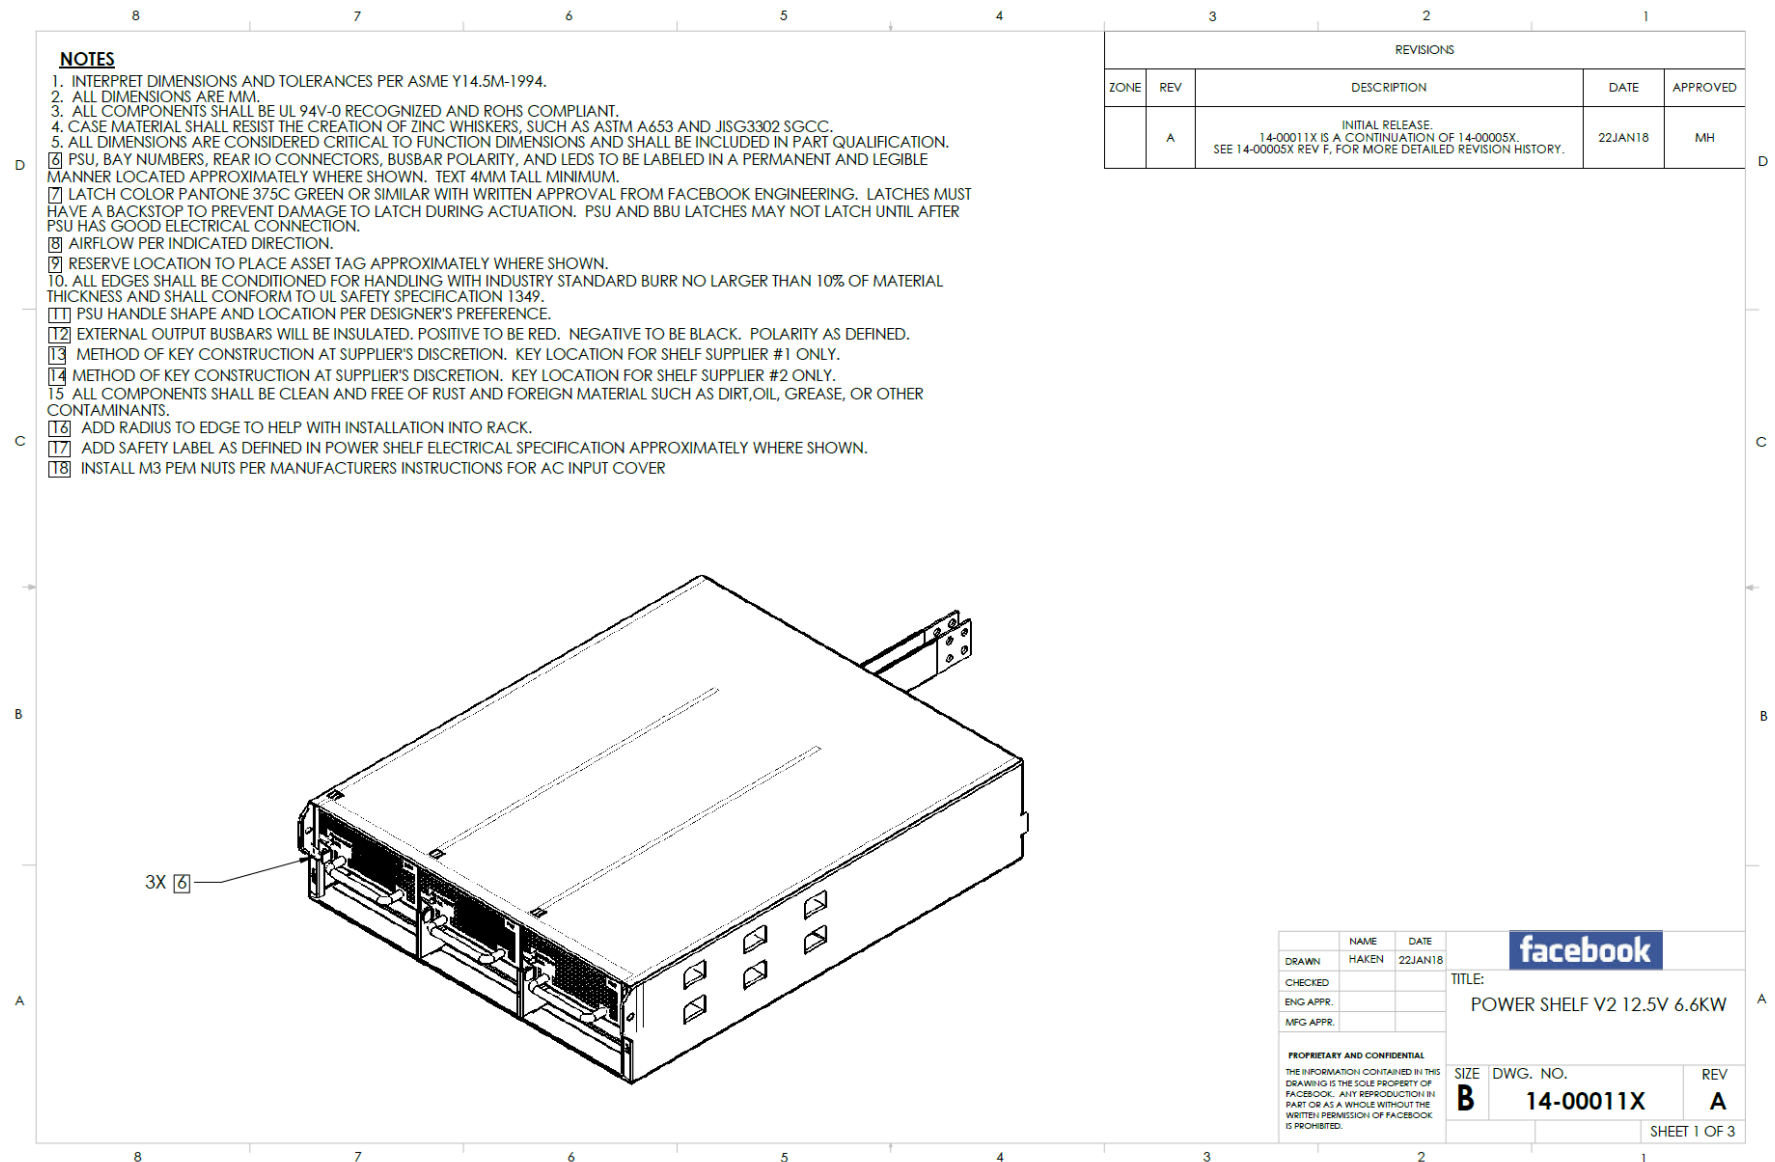 8 7 6 5 4 3 2 1
NOTES
1. INTERPRET DIMENSIONS AND TOLERANCES PER ASME Y14.5M-1994.
2. ALL DIMENSIONS ARE MM.
3. ALL COMPONENTS SHALL BE UL 94V-0 RECOGNIZED AND ROHS COMPLIANT.
4. CASE MATERIAL SHALL RESIST THE CREATION OF ZINC WHISKERS, SUCH AS ASTM A653 AND JISG3302 SGCC.
5. ALL DIMENSIONS ARE CONSIDERED CRITICAL TO FUNCTION DIMENSIONS AND SHALL BE INCLUDED IN PART QUALIFICATION.
6 PSU, BAY NUMBERS, REAR IO CONNECTORS, BUSBAR POLARITY, AND LEDS TO BE LABELED IN A PERMANENT AND LEGIBLE
MANNER LOCATED APPROXIMATELY WHERE SHOWN. TEXT 4MM TALL MINIMUM.
7 LATCH COLOR PANTONE 375C GREEN OR SIMILAR WITH WRITTEN APPROVAL FROM FACEBOOK ENGINEERING. LATCHES MUST
HAVE A BACKSTOP TO PREVENT DAMAGE TO LATCH DURING ACTUATION. PSU AND BBU LATCHES MAY NOT LATCH UNTIL AFTER
PSU HAS GOOD ELECTRICAL CONNECTION.
8 AIRFLOW PER INDICATED DIRECTION.
9 RESERVE LOCATION TO PLACE ASSET TAG APPROXIMATELY WHERE SHOWN.
10. ALL EDGES SHALL BE CONDITIONED FOR HANDLING WITH INDUSTRY STANDARD BURR NO LARGER THAN 10% OF MATERIAL
THICKNESS AND SHALL CONFORM TO UL SAFETY SPECIFICATION 1349.
11 PSU HANDLE SHAPE AND LOCATION PER DESIGNER'S PREFERENCE.
12 EXTERNAL OUTPUT BUSBARS WILL BE INSULATED. POSITIVE TO BE RED. NEGATIVE TO BE BLACK. POLARITY AS DEFINED.
13 METHOD OF KEY CONSTRUCTION AT SUPPLIER'S DISCRETION. KEY LOCATION FOR SHELF SUPPLIER #1 ONLY.
14 METHOD OF KEY CONSTRUCTION AT SUPPLIER'S DISCRETION. KEY LOCATION FOR SHELF SUPPLIER #2 ONLY.
15 ALL COMPONENTS SHALL BE CLEAN AND FREE OF RUST AND FOREIGN MATERIAL SUCH AS DIRT,OIL, GREASE, OR OTHER
CONTAMINANTS.
16 ADD RADIUS TO EDGE TO HELP WITH INSTALLATION INTO RACK.
17 ADD SAFETY LABEL AS DEFINED IN POWER SHELF ELECTRICAL SPECIFICATION APPROXIMATELY WHERE SHOWN.
18 INSTALL M3 PEM NUTS PER MANUFACTURERS INSTRUCTIONS FOR AC INPUT COVER
REVISIONS
ZONE REV DESCRIPTION DATE APPROVED
A
INITIAL RELEASE.
14-00011X IS A CONTINUATION OF 14-00005X.
SEE 14-00005X REV F, FOR MORE DETAILED REVISION HISTORY.
22JAN18 MH
D D
C C
B B
A A
3X 6
NAME DATE
DRAWN HAKEN 22JAN18
CHECKED
ENG APPR.
MFG APPR.
PROPRIETARY AND CONFIDENTIAL
THE INFORMATION CONTAINED IN THIS
DRAWING IS THE SOLE PROPERTY OF
FACEBOOK. ANY REPRODUCTION IN
PART OR AS A WHOLE WITHOUT THE
WRITTEN PERMISSION OF FACEBOOK
IS PROHIBITED.
facebook
TITLE:
POWER SHELF V2 12.5V 6.6KW
SIZE DWG. NO. REV
B 14-00011X A
SHEET 1 OF 3
8 7 6 5 4 3 2 1